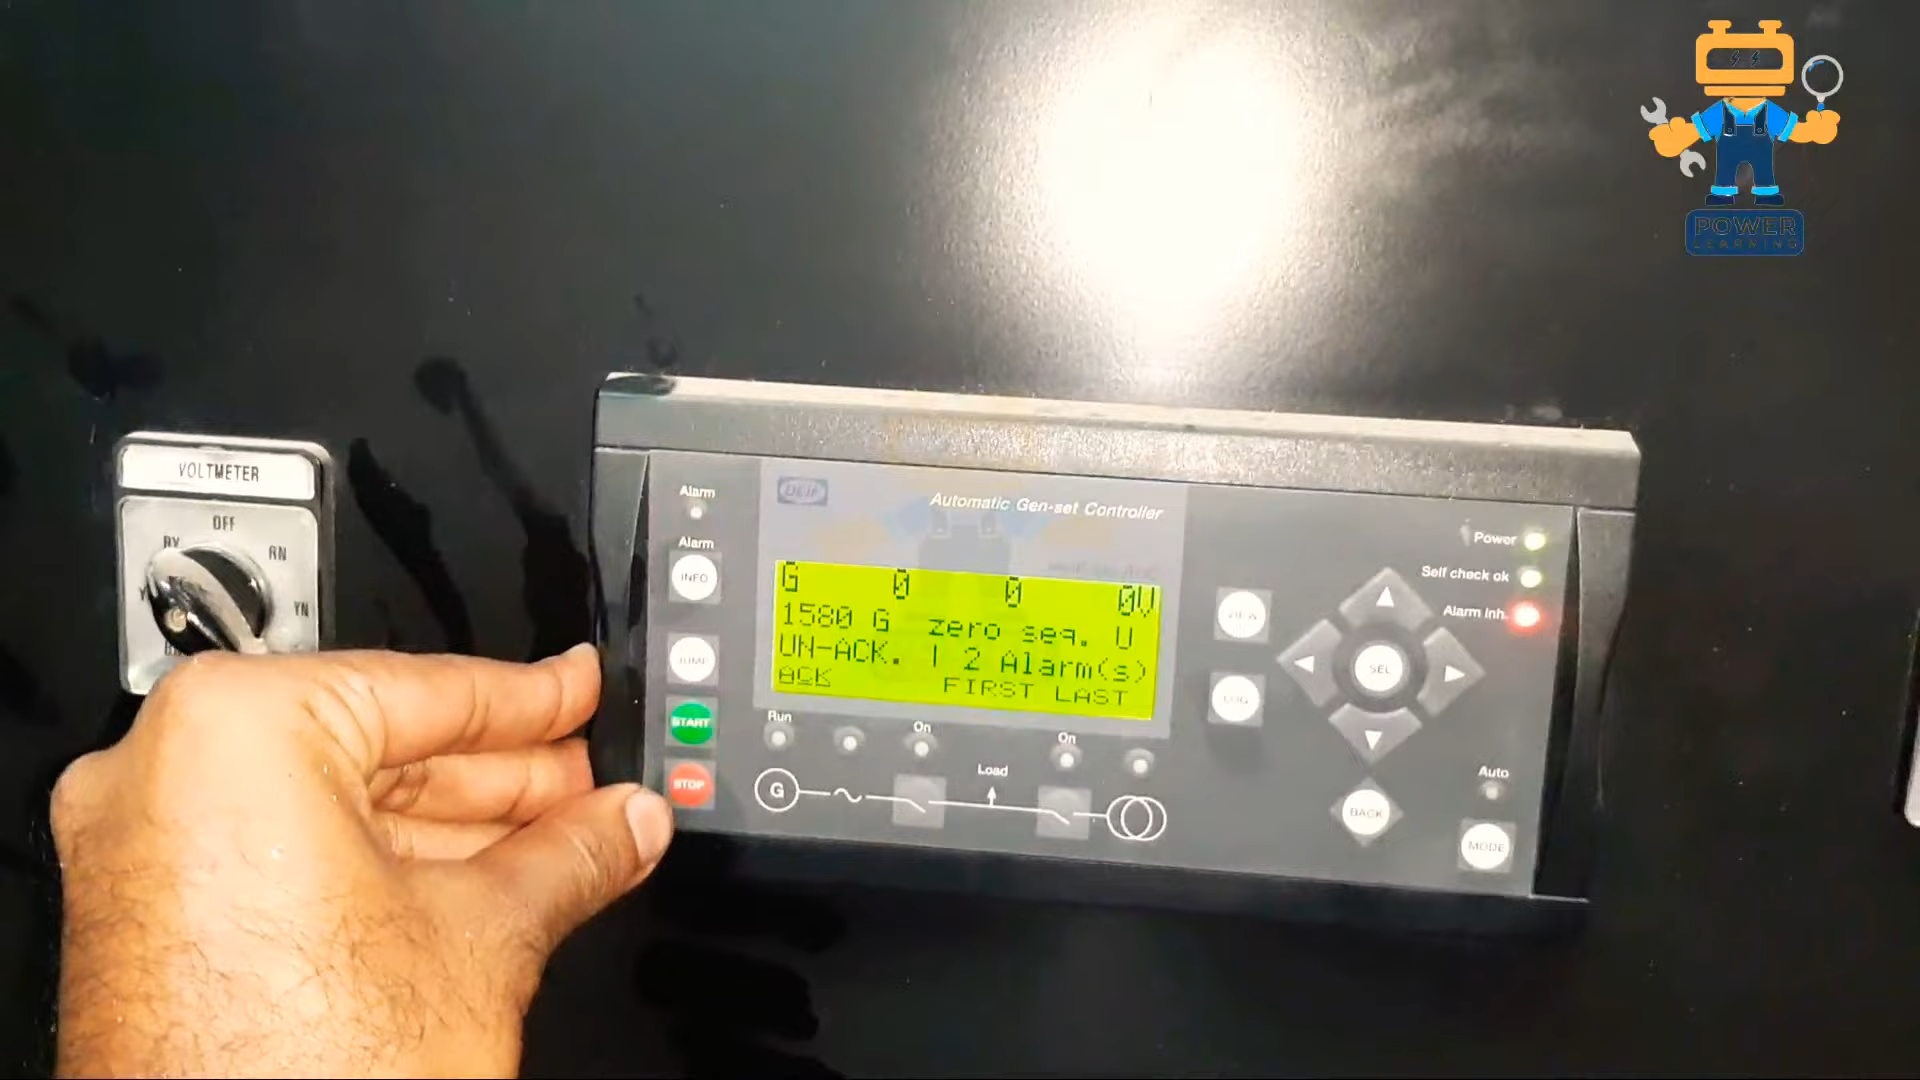 POWER
LEARNING
VOLTMETER
OFF
RY
RN
YN
DEIF
Automatic Gen-set Controller
Alarm
Alarm
INFO
JUMP
START
STOP
G 0 0 0V
1580 G zero seq. U
UN-ACK. 12 Alarm(s)
ACK FIRST LAST
Run
On
On
Load
G
VIEW
LOG
Power
Self check ok
Alarm inh.
SEL
BACK
Auto
MODE